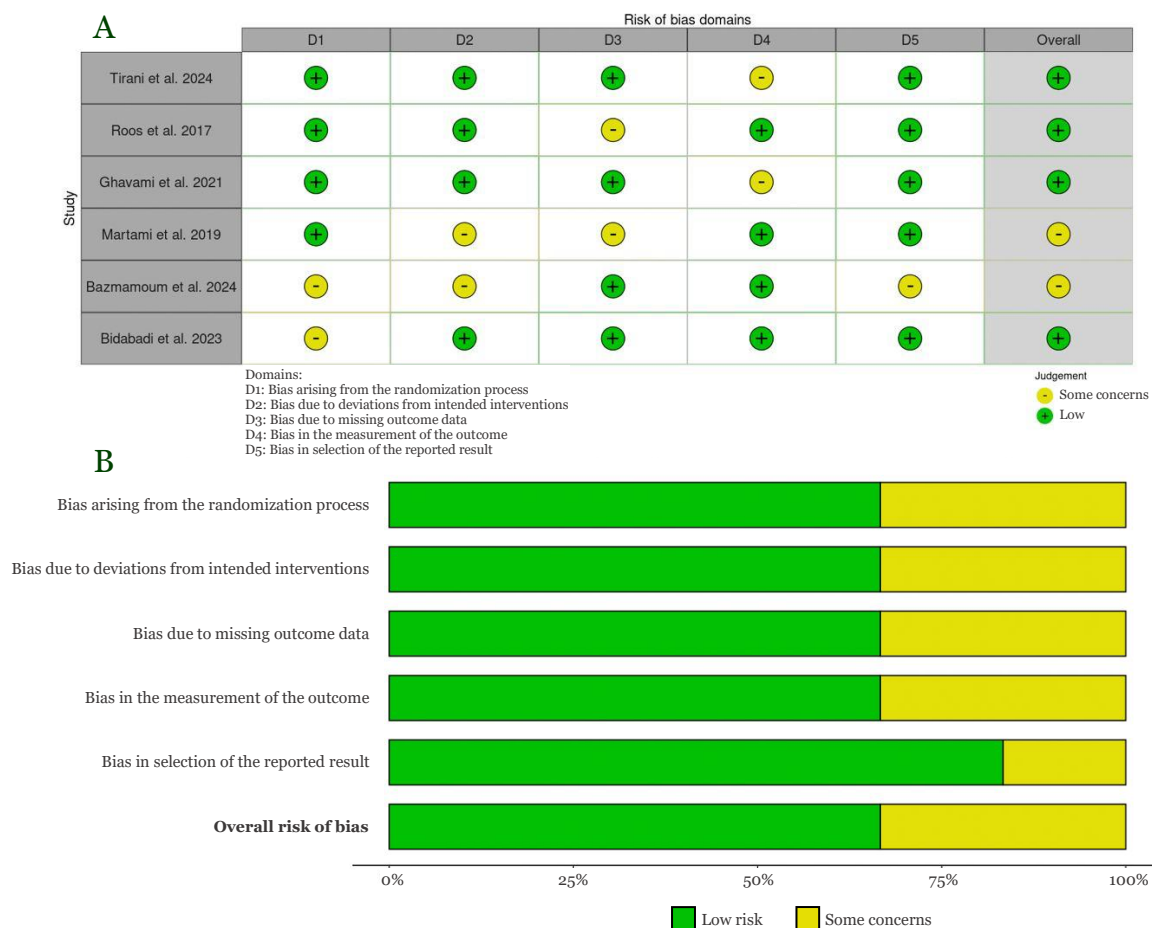 A
Risk of bias domains
D1 D2 D3 D4 D5 Overall
Study
Tirani et al. 2024 + + + - + +
Roos et al. 2017 + + - + + +
Ghavami et al. 2021 + + + - + +
Martami et al. 2019 + - - + + -
Bazmamoum et al. 2024 - - + + - -
Bidabadi et al. 2023 - + + + + +
Domains:
D1: Bias arising from the randomization process
D2: Bias due to deviations from intended interventions
D3: Bias due to missing outcome data
D4: Bias in the measurement of the outcome
D5: Bias in selection of the reported result
Judgement
- Some concerns
+ Low
B
Bias arising from the randomization process
Bias due to deviations from intended interventions
Bias due to missing outcome data
Bias in the measurement of the outcome
Bias in selection of the reported result
Overall risk of bias
0% 25% 50% 75% 100%
Low risk Some concerns